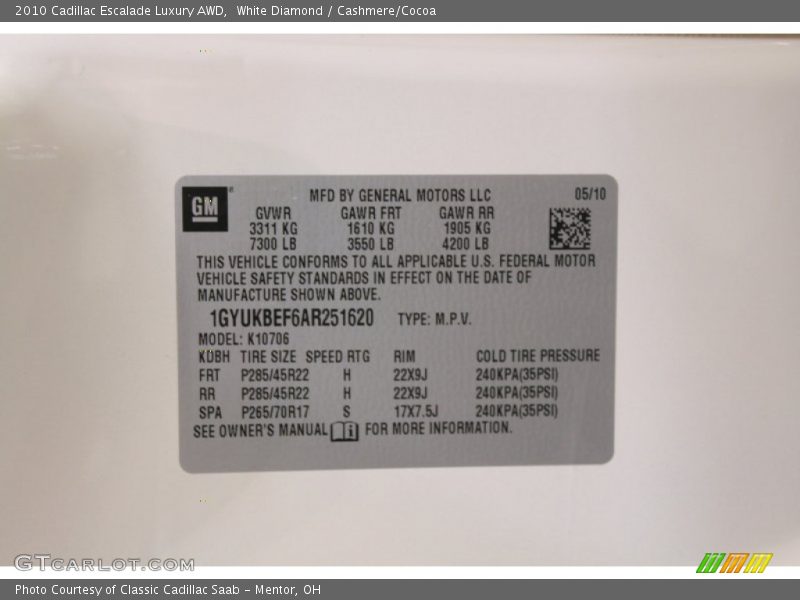 2010 Cadillac Escalade Luxury AWD,  White Diamond / Cashmere/Cocoa
GM®
MFD BY GENERAL MOTORS LLC 05/10
GVWR GAWR FRT GAWR RR
3311 KG 1610 KG 1905 KG
7300 LB 3550 LB 4200 LB
THIS VEHICLE CONFORMS TO ALL APPLICABLE U.S. FEDERAL MOTOR
VEHICLE SAFETY STANDARDS IN EFFECT ON THE DATE OF
MANUFACTURE SHOWN ABOVE.
1GYUKBEF6AR251620 TYPE: M.P.V.
MODEL: K10706
KDBH TIRE SIZE SPEED RTG RIM COLD TIRE PRESSURE
FRT P285/45R22 H 22X9J 240KPA(35PSI)
RR P285/45R22 H 22X9J 240KPA(35PSI)
SPA P265/70R17 S 17X7.5J 240KPA(35PSI)
SEE OWNER'S MANUAL FOR MORE INFORMATION.
GTCARLOT.COM
Photo Courtesy of Classic Cadillac Saab - Mentor, OH